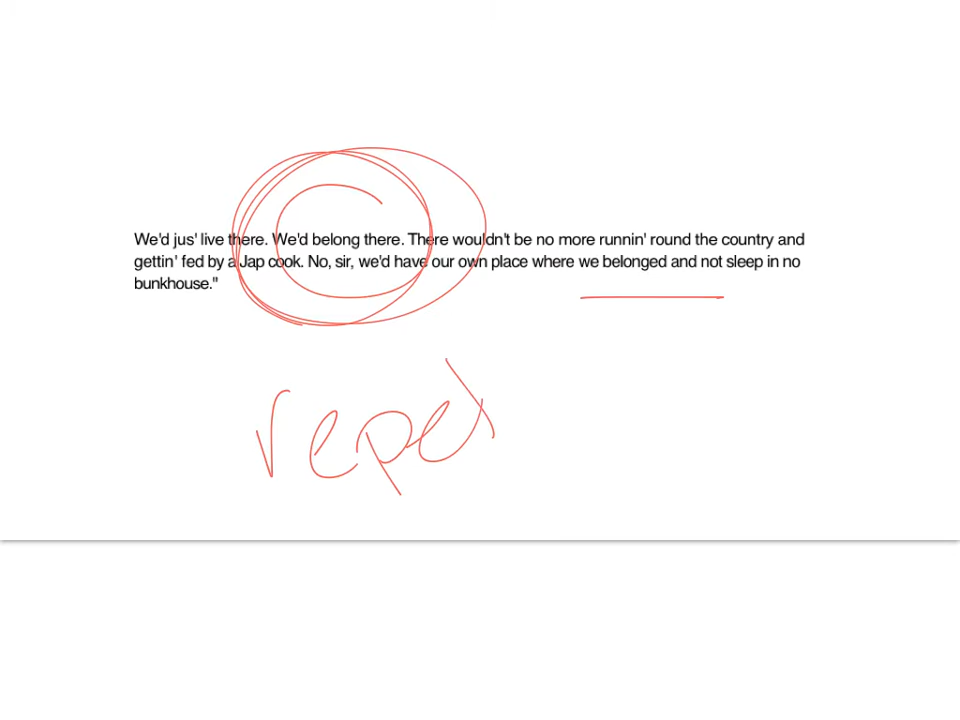 We'd jus' live there. We'd belong there. There wouldn't be no more runnin' round the country and
gettin' fed by a Jap cook. No, sir, we'd have our own place where we belonged and not sleep in no
bunkhouse."
repet